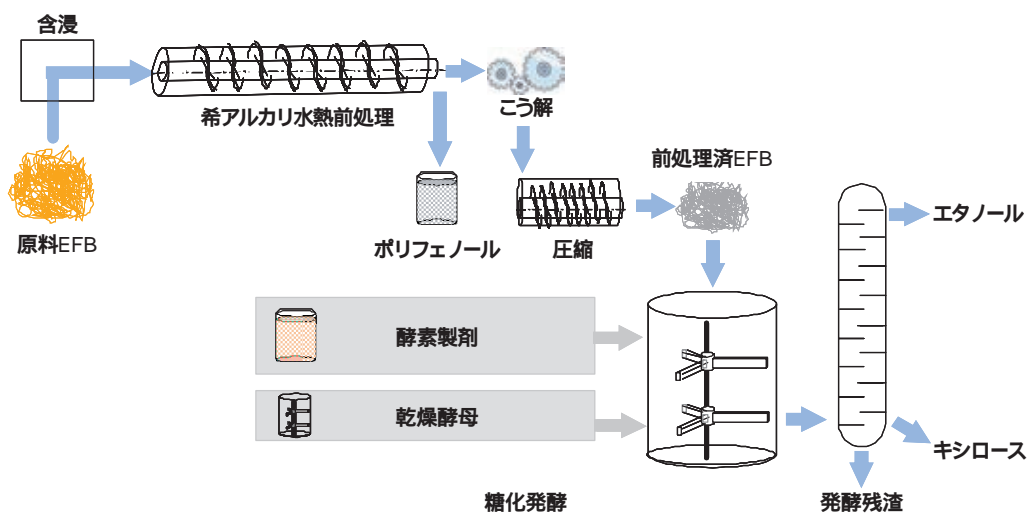 含浸
希アルカリ水熱前処理
こう解
原料EFB
ポリフェノール
圧縮
前処理済EFB
エタノール
酵素製剤
乾燥酵母
キシロース
糖化発酵
発酵残渣